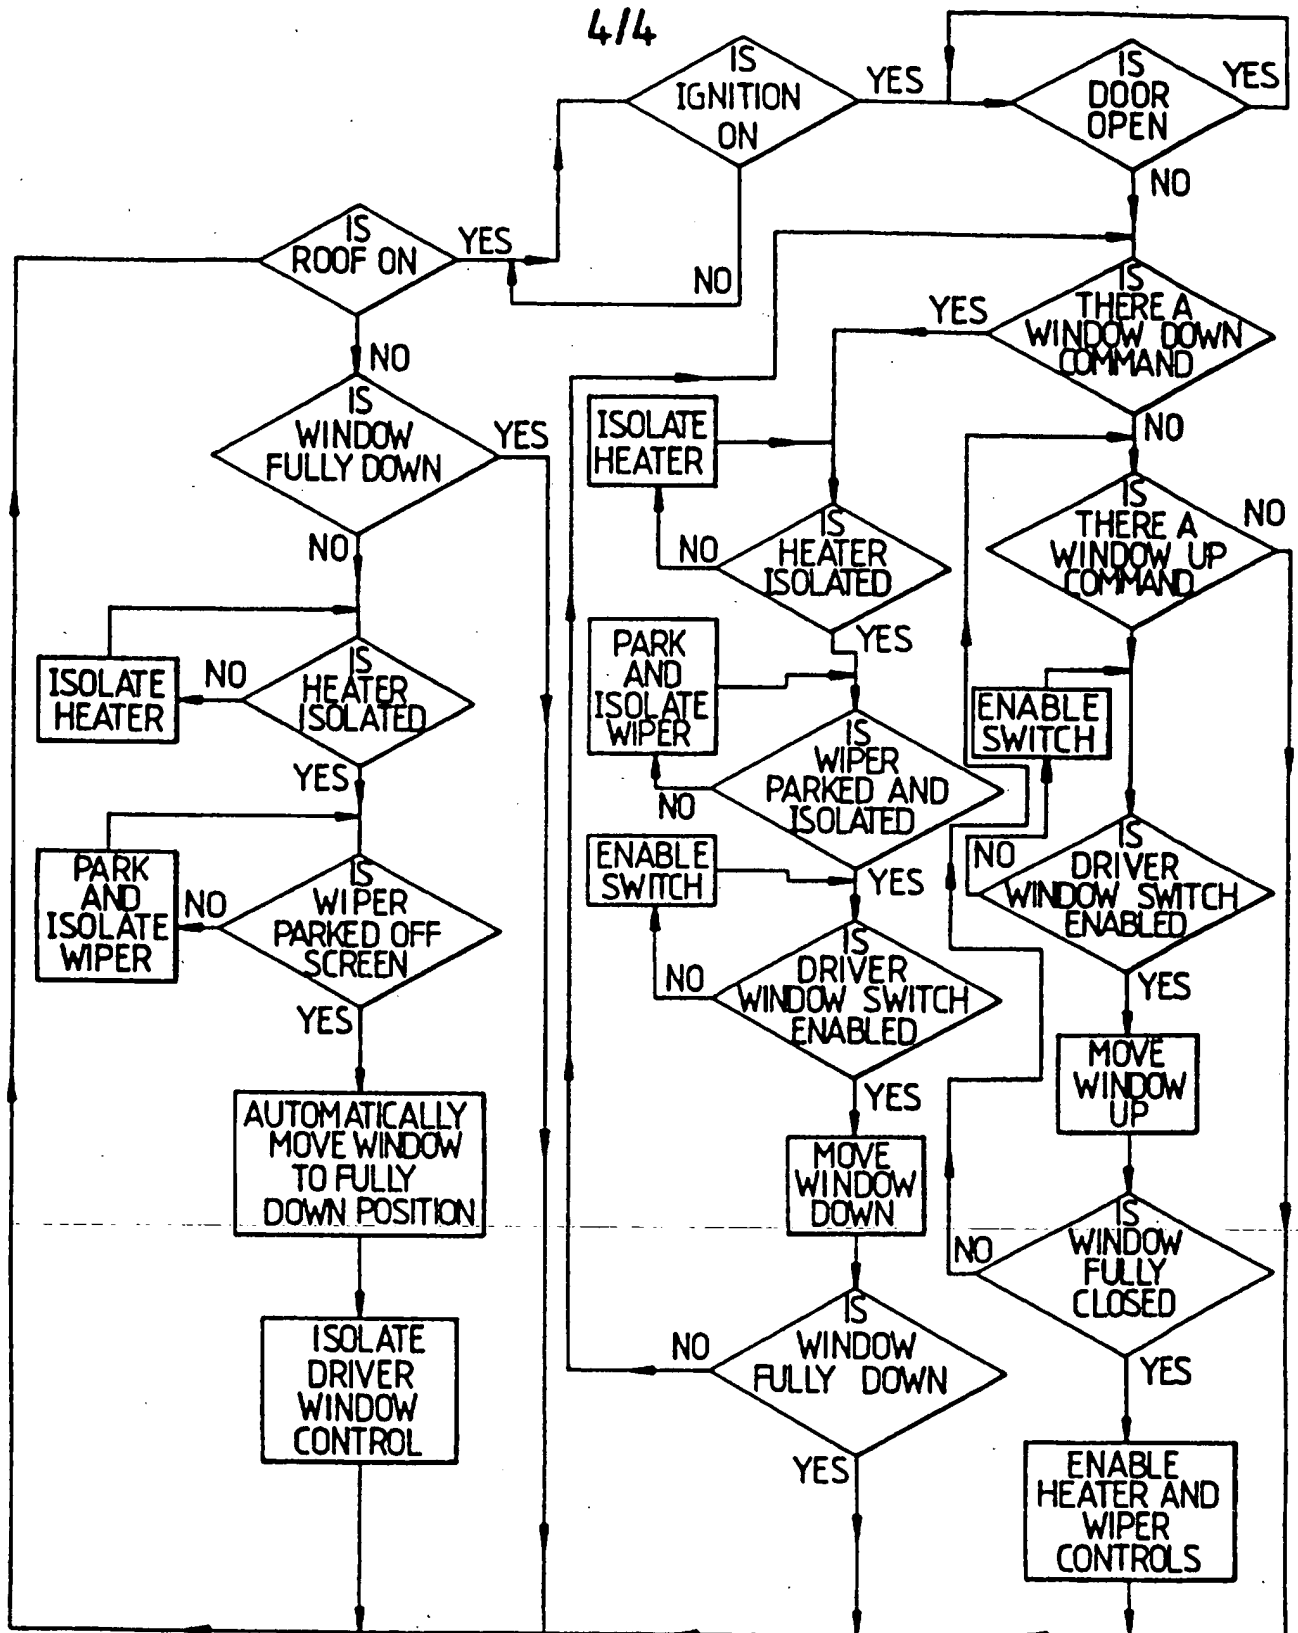 4/4
IS
IGNITION
ON
YES
NO
IS
DOOR
OPEN
YES
NO
IS
ROOF ON
YES
NO
IS
WINDOW
FULLY DOWN
YES
NO
IS
HEATER
ISOLATED
NO
YES
ISOLATE
HEATER
IS
WIPER
PARKED OFF
SCREEN
NO
YES
PARK
AND
ISOLATE
WIPER
AUTOMATICALLY
MOVE WINDOW
TO FULLY
DOWN POSITION
ISOLATE
DRIVER
WINDOW
CONTROL
IS
THERE A
WINDOW DOWN
COMMAND
YES
NO
ISOLATE
HEATER
IS
HEATER
ISOLATED
NO
YES
PARK
AND
ISOLATE
WIPER
IS
WIPER
PARKED AND
ISOLATED
NO
YES
ENABLE
SWITCH
IS
DRIVER
WINDOW SWITCH
ENABLED
NO
YES
MOVE
WINDOW
DOWN
IS
WINDOW
FULLY DOWN
NO
YES
IS
THERE A
WINDOW UP
COMMAND
NO
ENABLE
SWITCH
IS
DRIVER
WINDOW SWITCH
ENABLED
NO
YES
MOVE
WINDOW
UP
IS
WINDOW
FULLY
CLOSED
NO
YES
ENABLE
HEATER AND
WIPER
CONTROLS